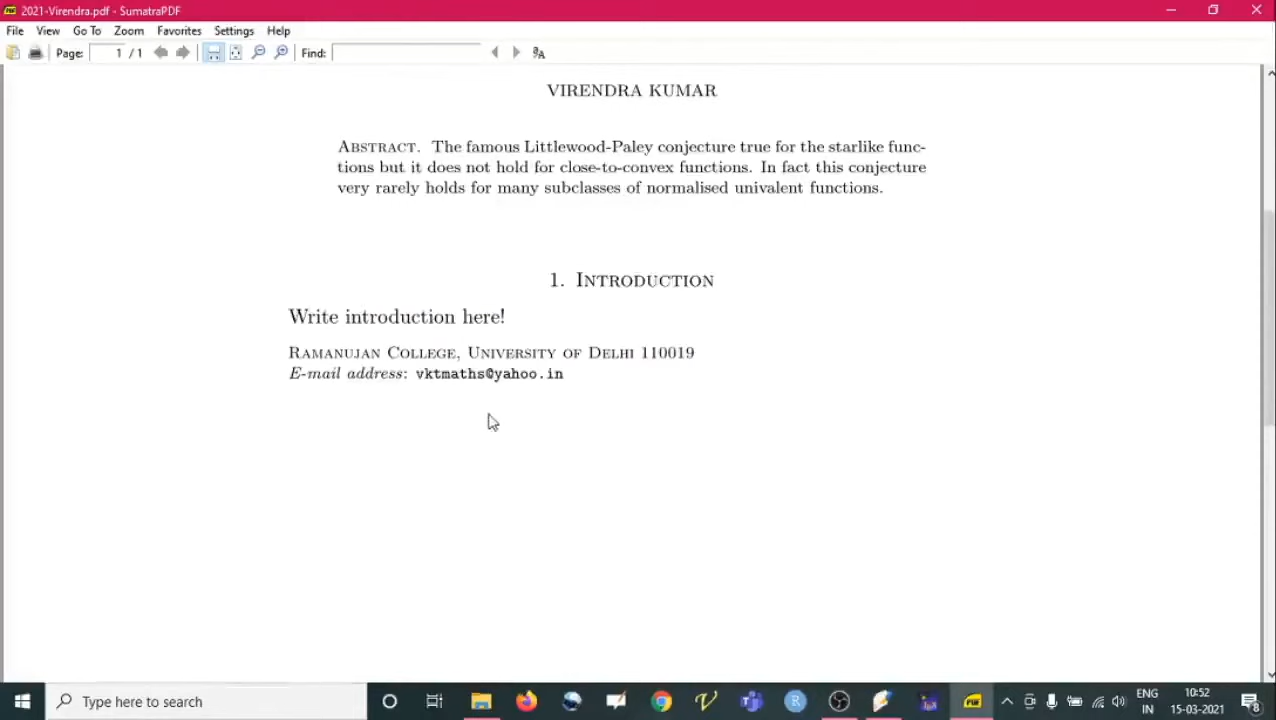 2021-Virendra.pdf - SumatraPDF
File View Go To Zoom Favorites Settings Help
Page: 1 / 1 Find:
VIRENDRA KUMAR
Abstract. The famous Littlewood-Paley conjecture true for the starlike func-
tions but it does not hold for close-to-convex functions. In fact this conjecture
very rarely holds for many subclasses of normalised univalent functions.
1. Introduction
Write introduction here!
Ramanujan College, University of Delhi 110019
E-mail address: vktmaths@yahoo.in
Type here to search
ENG 10:52
IN 15-03-2021 8